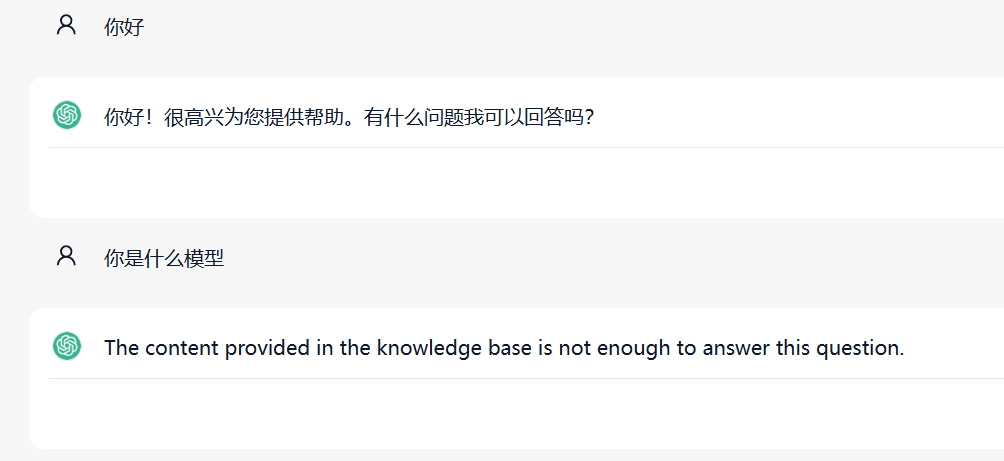 你好
你好！很高兴为您提供帮助。有什么问题我可以回答吗？
你是什么模型
The content provided in the knowledge base is not enough to answer this question.